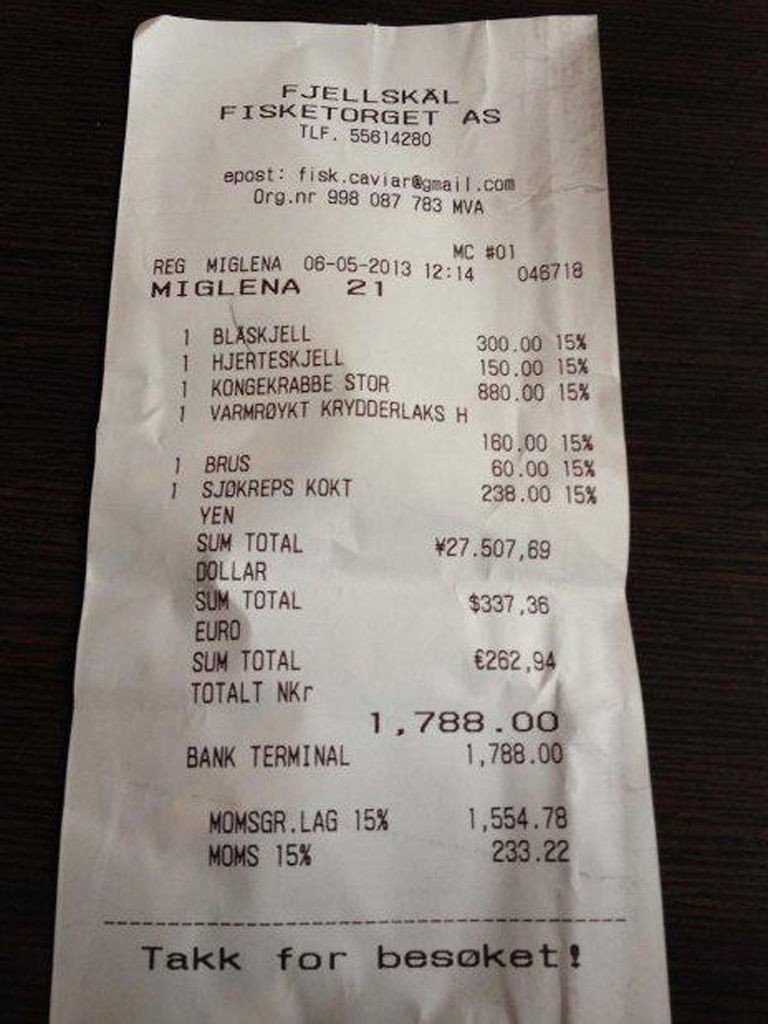 FJELLSKÅL
FISKETORGET AS
TLF. 55614280
epost: fisk.caviar@gmail.com
Org.nr 998 087 783 MVA
MC #01
REG MIGLENA 06-05-2013 12:14 046718
MIGLENA 21
1 BLÅSKJELL 300.00 15%
1 HJERTESKJELL 150.00 15%
1 KONGEKRABBE STOR 880.00 15%
1 VARMRØYKT KRYDDERLAKS H
160.00 15%
1 BRUS 60.00 15%
1 SJØKREPS KOKT 238.00 15%
YEN
SUM TOTAL ¥27.507,69
DOLLAR
SUM TOTAL $337,36
EURO
SUM TOTAL €262,94
TOTALT NKr
1,788.00
BANK TERMINAL 1,788.00
MOMSGR.LAG 15% 1,554.78
MOMS 15% 233.22
Takk for besøket!